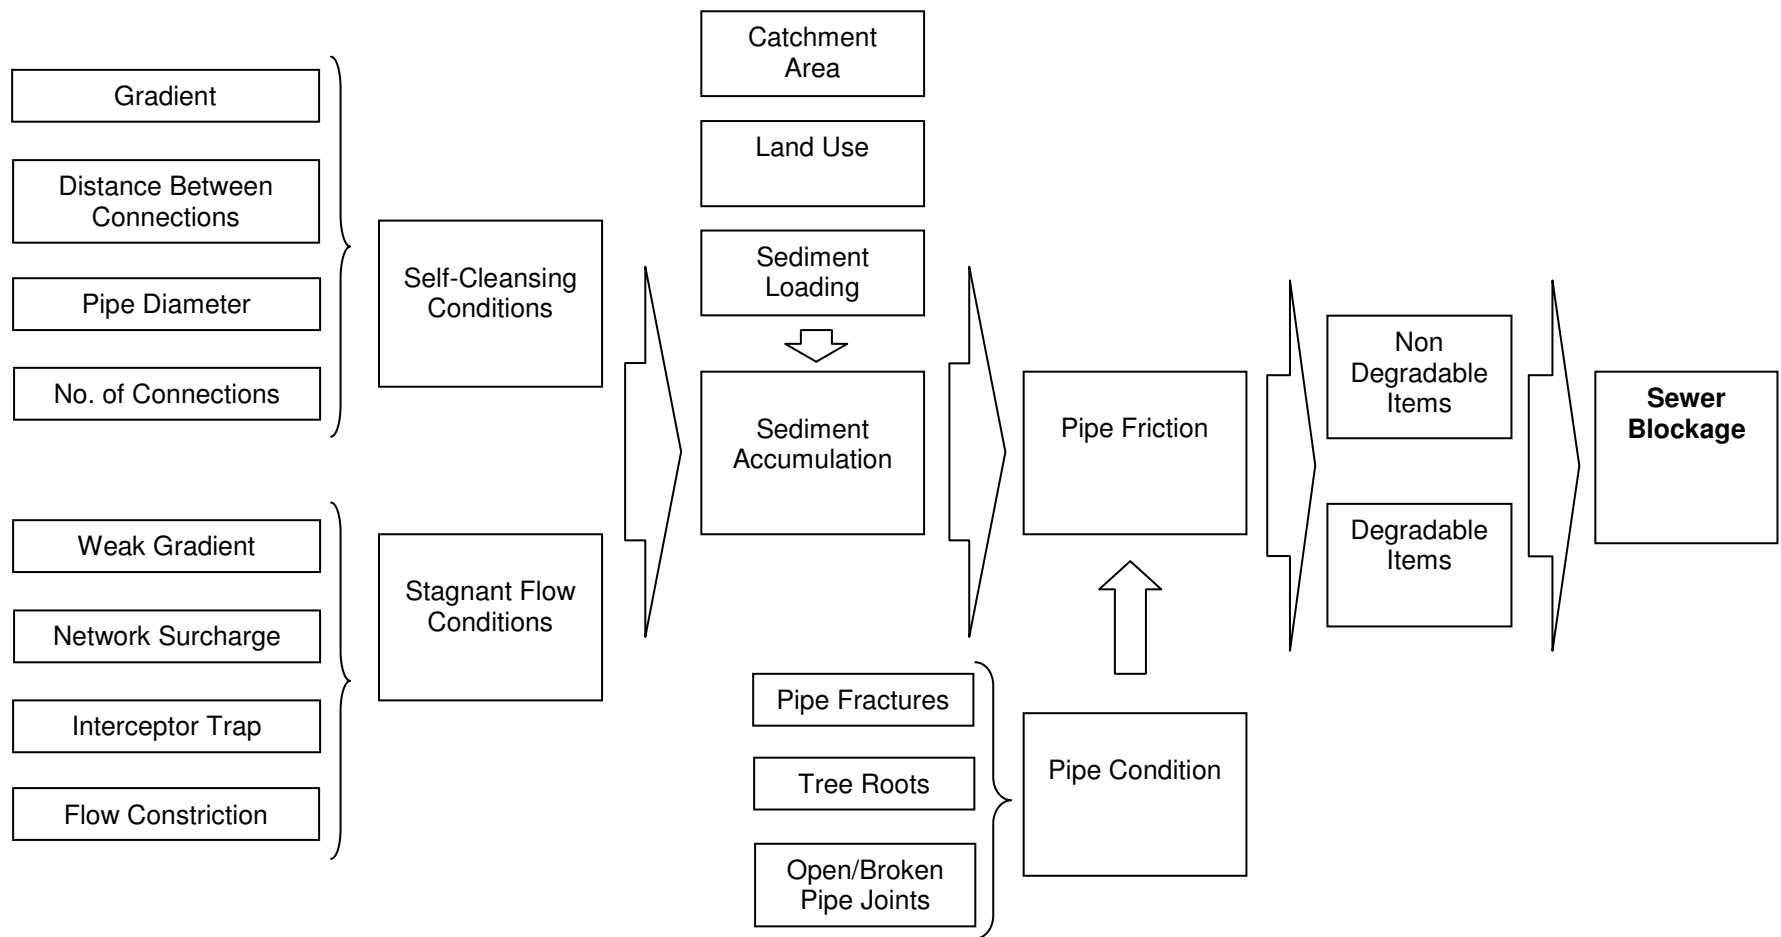 Gradient
Distance Between
Connections
Pipe Diameter
No. of Connections
Weak Gradient
Network Surcharge
Interceptor Trap
Flow Constriction
Self-Cleansing
Conditions
Stagnant Flow
Conditions
Catchment
Area
Land Use
Sediment
Loading
Sediment
Accumulation
Pipe Fractures
Tree Roots
Open/Broken
Pipe Joints
Pipe Friction
Pipe Condition
Non
Degradable
Items
Degradable
Items
Sewer
Blockage